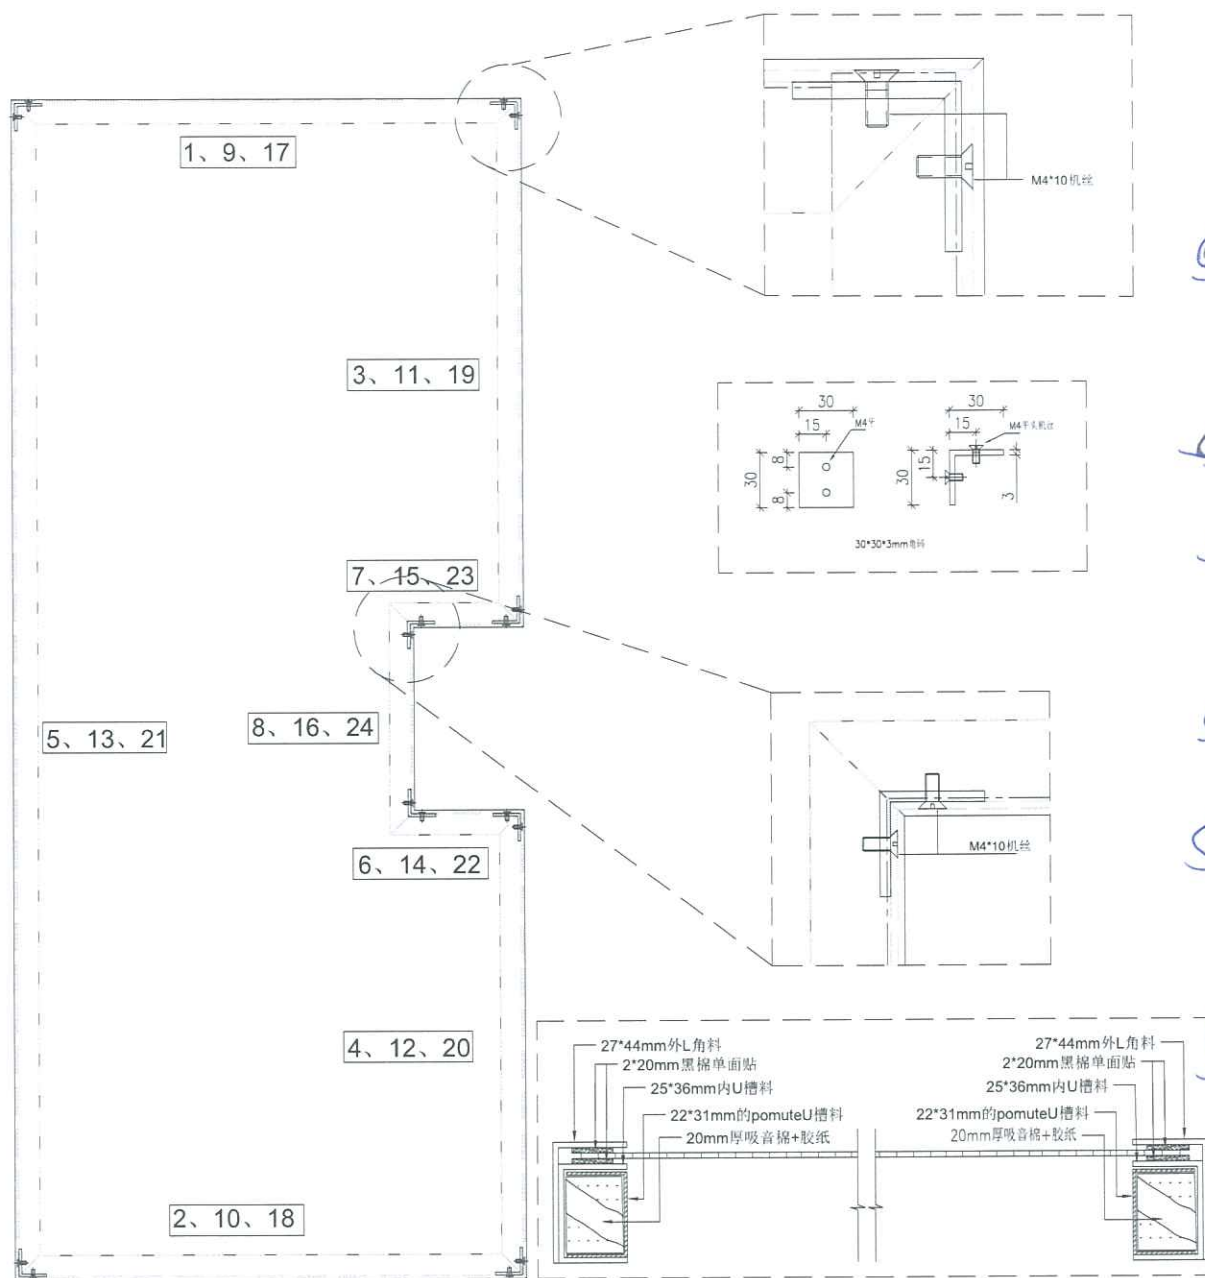 1、9、17
M4*10机丝
3、11、19
30
15
M4牙
8
30
8
30
15
M4平头机丝
15
30
3
30*30*3mm角码
7、15、23
5、13、21
8、16、24
M4*10机丝
6、14、22
4、12、20
27*44mm外L角料
2*20mm黑棉单面贴
25*36mm内U槽料
22*31mm的pomuteU槽料
20mm厚吸音棉+胶纸
27*44mm外L角料
2*20mm黑棉单面贴
25*36mm内U槽料
22*31mm的pomuteU槽料
20mm厚吸音棉+胶纸
2、10、18